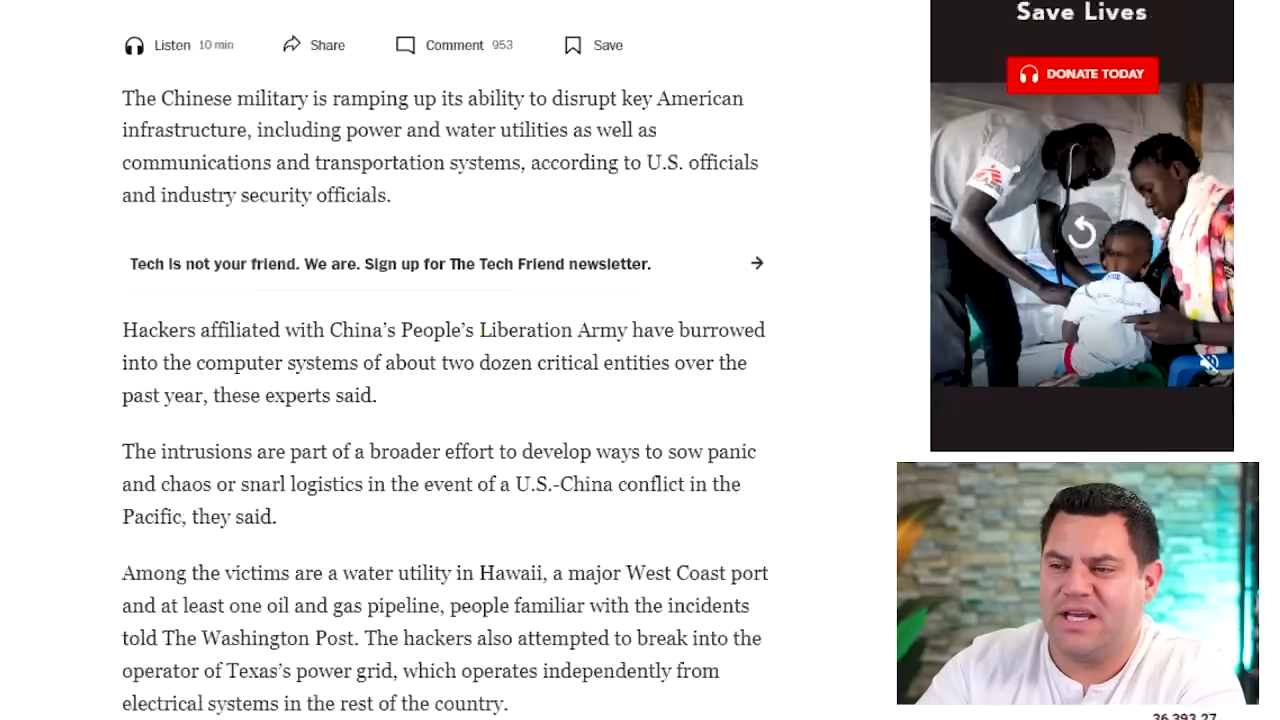 Listen 10 min Share Comment 953 Save
The Chinese military is ramping up its ability to disrupt key American
infrastructure, including power and water utilities as well as
communications and transportation systems, according to U.S. officials
and industry security officials.
Tech is not your friend. We are. Sign up for The Tech Friend newsletter.
Hackers affiliated with China’s People’s Liberation Army have burrowed
into the computer systems of about two dozen critical entities over the
past year, these experts said.
The intrusions are part of a broader effort to develop ways to sow panic
and chaos or snarl logistics in the event of a U.S.-China conflict in the
Pacific, they said.
Among the victims are a water utility in Hawaii, a major West Coast port
and at least one oil and gas pipeline, people familiar with the incidents
told The Washington Post. The hackers also attempted to break into the
operator of Texas’s power grid, which operates independently from
electrical systems in the rest of the country.
Save Lives
DONATE TODAY